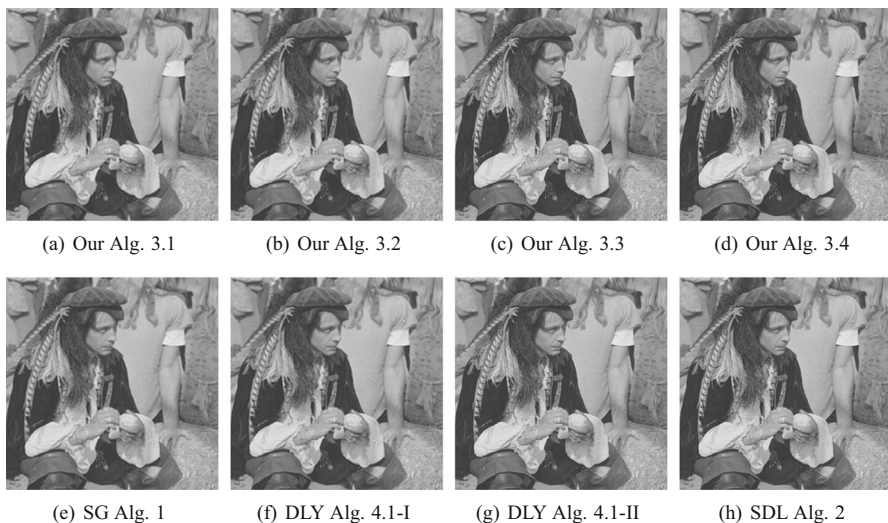 (a) Our Alg. 3.1
(b) Our Alg. 3.2
(c) Our Alg. 3.3
(d) Our Alg. 3.4
(e) SG Alg. 1
(f) DLY Alg. 4.1-I
(g) DLY Alg. 4.1-II
(h) SDL Alg. 2